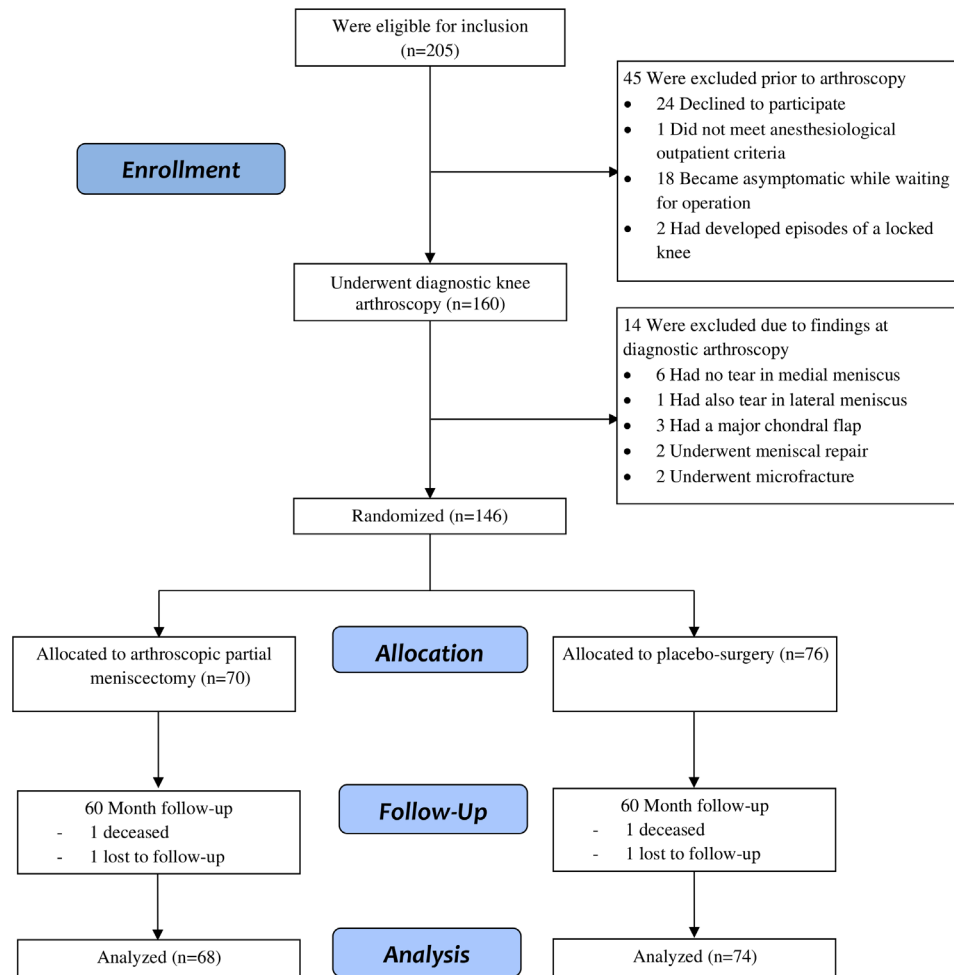 Were eligible for inclusion
(n=205)
45 Were excluded prior to arthroscopy
• 24 Declined to participate
• 1 Did not meet anesthesiological
outpatient criteria
• 18 Became asymptomatic while waiting
for operation
• 2 Had developed episodes of a locked
knee
Enrollment
Underwent diagnostic knee
arthroscopy (n=160)
14 Were excluded due to findings at
diagnostic arthroscopy
• 6 Had no tear in medial meniscus
• 1 Had also tear in lateral meniscus
• 3 Had a major chondral flap
• 2 Underwent meniscal repair
• 2 Underwent microfracture
Randomized (n=146)
Allocation
Allocated to arthroscopic partial
meniscectomy (n=70)
Allocated to placebo-surgery (n=76)
Follow-Up
60 Month follow-up
- 1 deceased
- 1 lost to follow-up
60 Month follow-up
- 1 deceased
- 1 lost to follow-up
Analysis
Analyzed (n=68)
Analyzed (n=74)